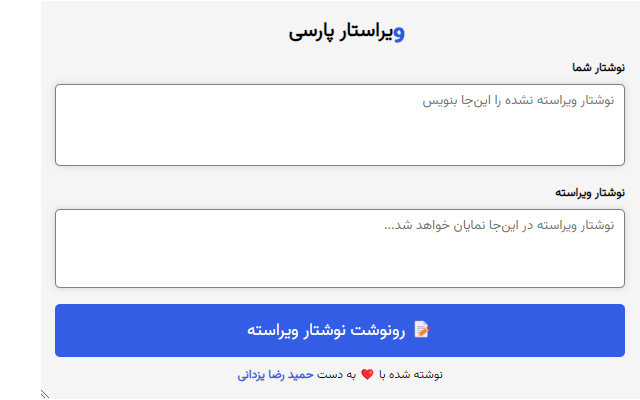 ویراستار پارسی
نوشتار شما
نوشتار ویراسته نشده را این‌جا بنویس
نوشتار ویراسته
نوشتار ویراسته در این‌جا نمایان خواهد شد...
📝 رونوشت نوشتار ویراسته
نوشته شده با ❤️ به دست حمید رضا یزدانی